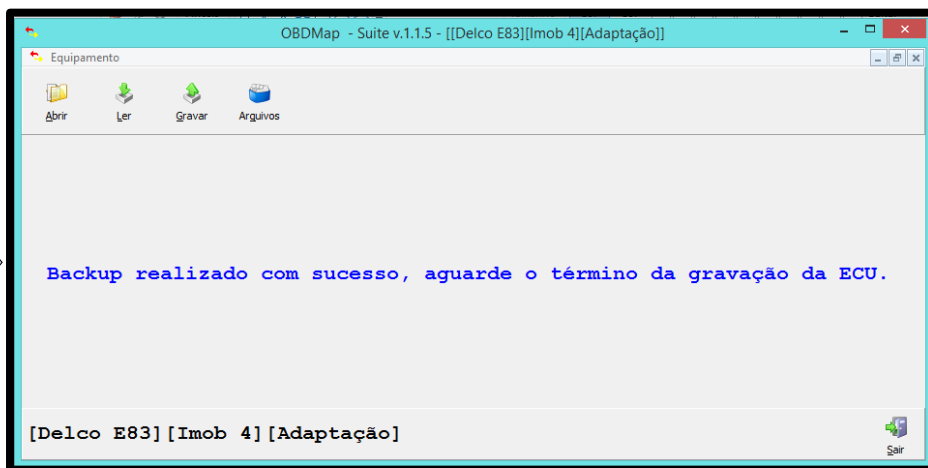 OBDMap - Suite v.1.1.5 - [[Delco E83][Imob 4][Adaptação]]
Equipamento
Abrir Ler Gravar Arquivos
Backup realizado com sucesso, aguarde o término da gravação da ECU.
[Delco E83][Imob 4][Adaptação]
Sair